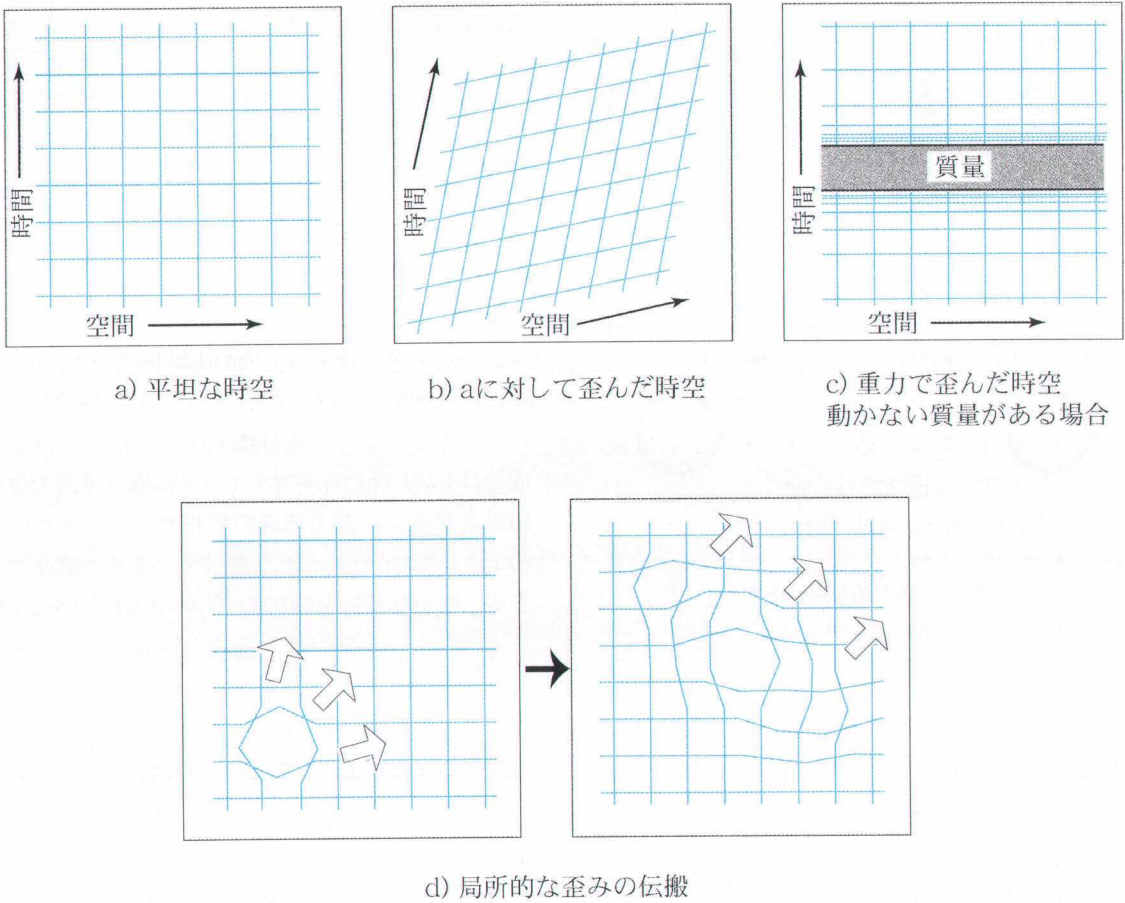 時間
空間
a) 平坦な時空
時間
空間
b) aに対して歪んだ時空
時間
質量
空間
c) 重力で歪んだ時空
動かない質量がある場合
d) 局所的な歪みの伝搬